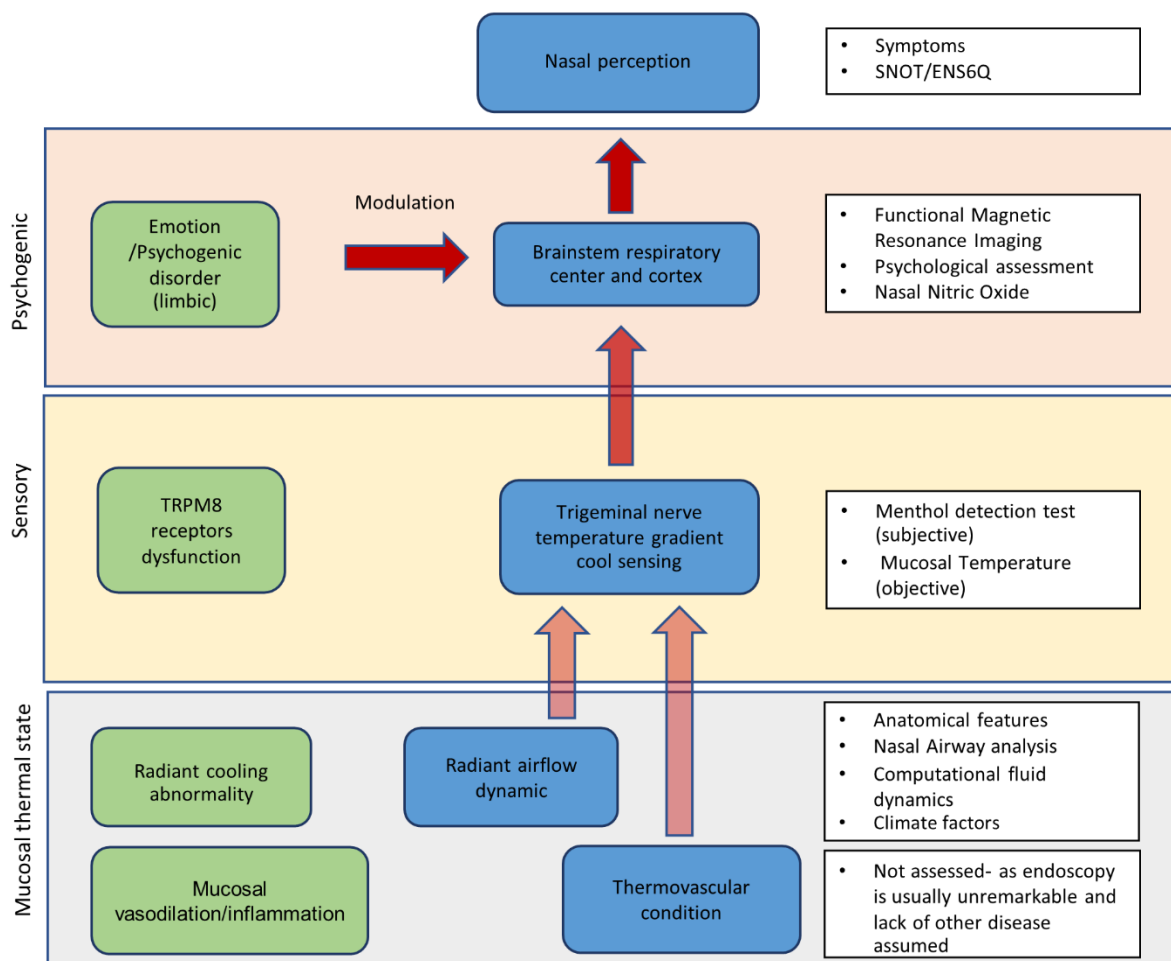 Nasal perception
• Symptoms
• SNOT/ENS6Q
Psychogenic
Emotion
/Psychogenic
disorder
(limbic)
Modulation
Brainstem respiratory
center and cortex
• Functional Magnetic
Resonance Imaging
• Psychological assessment
• Nasal Nitric Oxide
Sensory
TRPM8
receptors
dysfunction
Trigeminal nerve
temperature gradient
cool sensing
• Menthol detection test
(subjective)
• Mucosal Temperature
(objective)
Mucosal thermal state
Radiant cooling
abnormality
Radiant airflow
dynamic
• Anatomical features
• Nasal Airway analysis
• Computational fluid
dynamics
• Climate factors
Mucosal
vasodilation/inflammation
Thermovascular
condition
• Not assessed- as endoscopy
is usually unremarkable and
lack of other disease
assumed